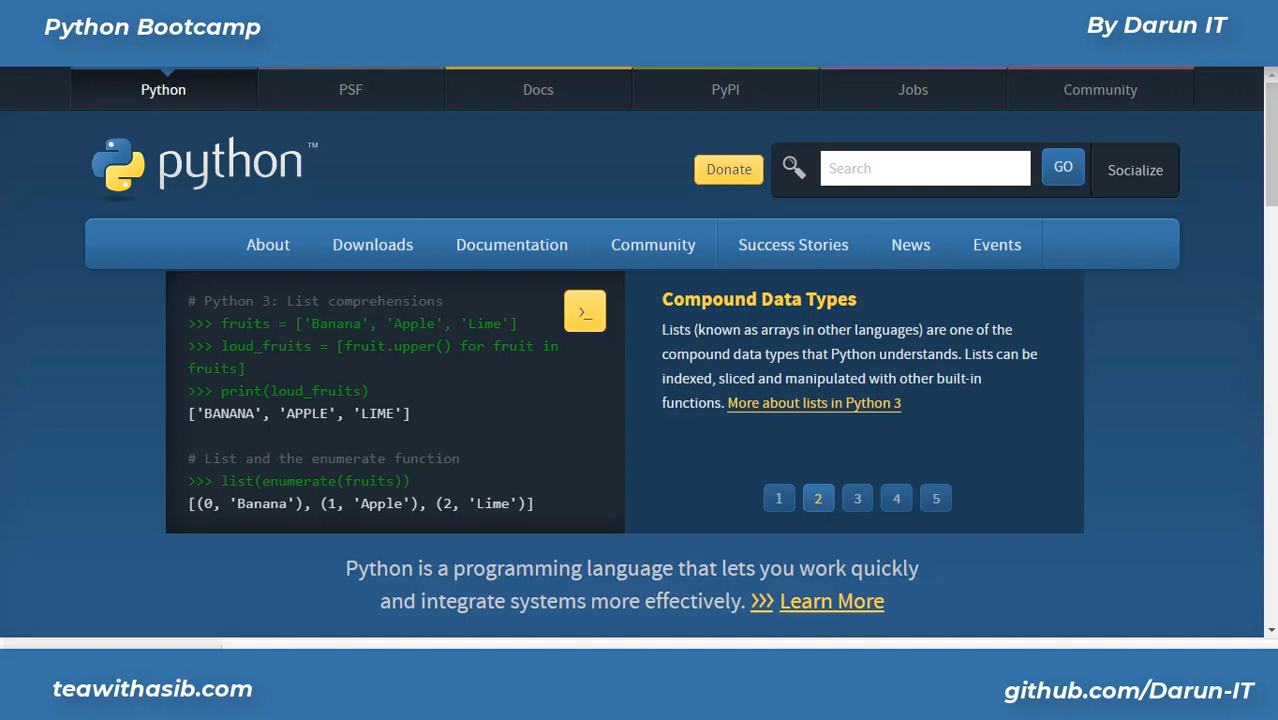 Python Bootcamp
By Darun IT
Python
PSF
Docs
PyPI
Jobs
Community
python™
Donate
Search
GO
Socialize
About
Downloads
Documentation
Community
Success Stories
News
Events
# Python 3: List comprehensions
>>> fruits = ['Banana', 'Apple', 'Lime']
>>> loud_fruits = [fruit.upper() for fruit in
fruits]
>>> print(loud_fruits)
['BANANA', 'APPLE', 'LIME']
# List and the enumerate function
>>> list(enumerate(fruits))
[(0, 'Banana'), (1, 'Apple'), (2, 'Lime')]
>_
Compound Data Types
Lists (known as arrays in other languages) are one of the
compound data types that Python understands. Lists can be
indexed, sliced and manipulated with other built-in
functions. More about lists in Python 3
1
2
3
4
5
Python is a programming language that lets you work quickly
and integrate systems more effectively. >>> Learn More
teawithasib.com
github.com/Darun-IT